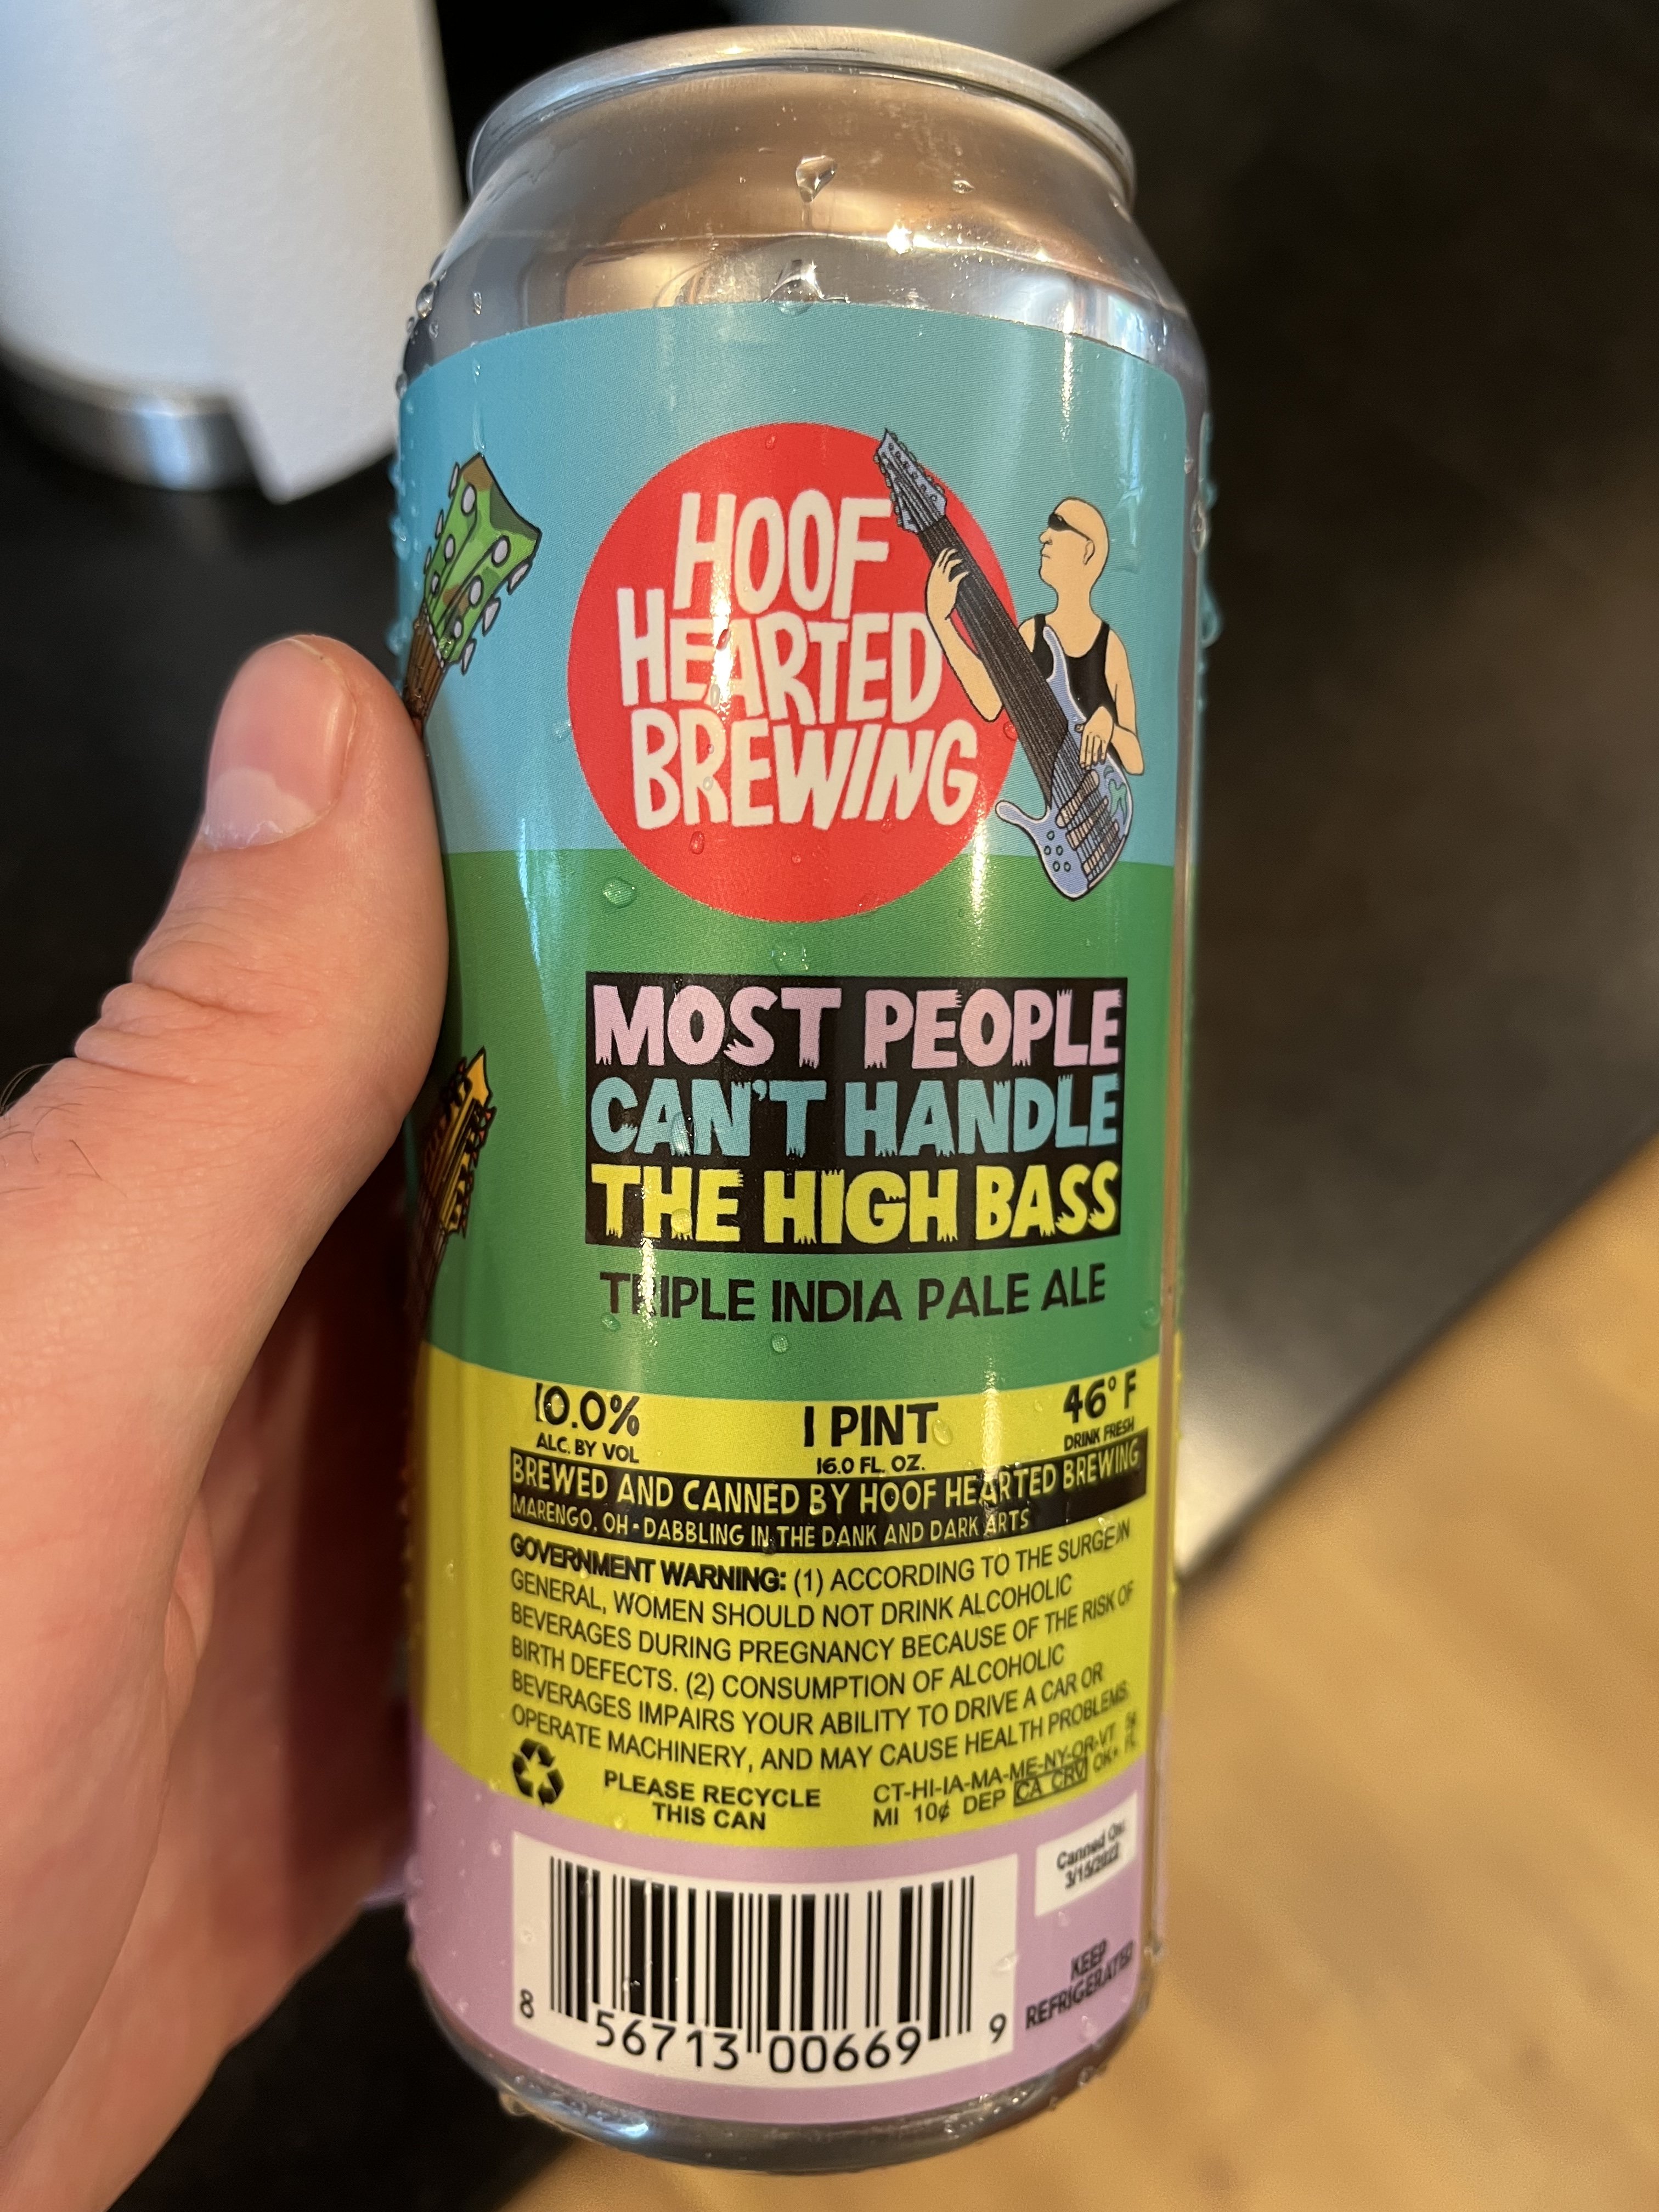 HOOF
HEARTED
BREWING
MOST PEOPLE
CAN'T HANDLE
THE HIGH BASS
TRIPLE INDIA PALE ALE
10.0%
ALC. BY VOL
1 PINT
16.0 FL. OZ.
46° F
DRINK FRESH
BREWED AND CANNED BY HOOF HEARTED BREWING
MARENGO, OH - DABBLING IN THE DANK AND DARK ARTS
GOVERNMENT WARNING: (1) ACCORDING TO THE SURGEON
GENERAL, WOMEN SHOULD NOT DRINK ALCOHOLIC
BEVERAGES DURING PREGNANCY BECAUSE OF THE RISK OF
BIRTH DEFECTS. (2) CONSUMPTION OF ALCOHOLIC
BEVERAGES IMPAIRS YOUR ABILITY TO DRIVE A CAR OR
OPERATE MACHINERY, AND MAY CAUSE HEALTH PROBLEMS.
PLEASE RECYCLE
THIS CAN
CT-HI-IA-MA-ME-NY-OR-VT 5¢
MI 10¢ DEP CA CRV OK+
Canned On:
3/15/2022
KEEP
REFRIGERATED
8 56713 00669 9